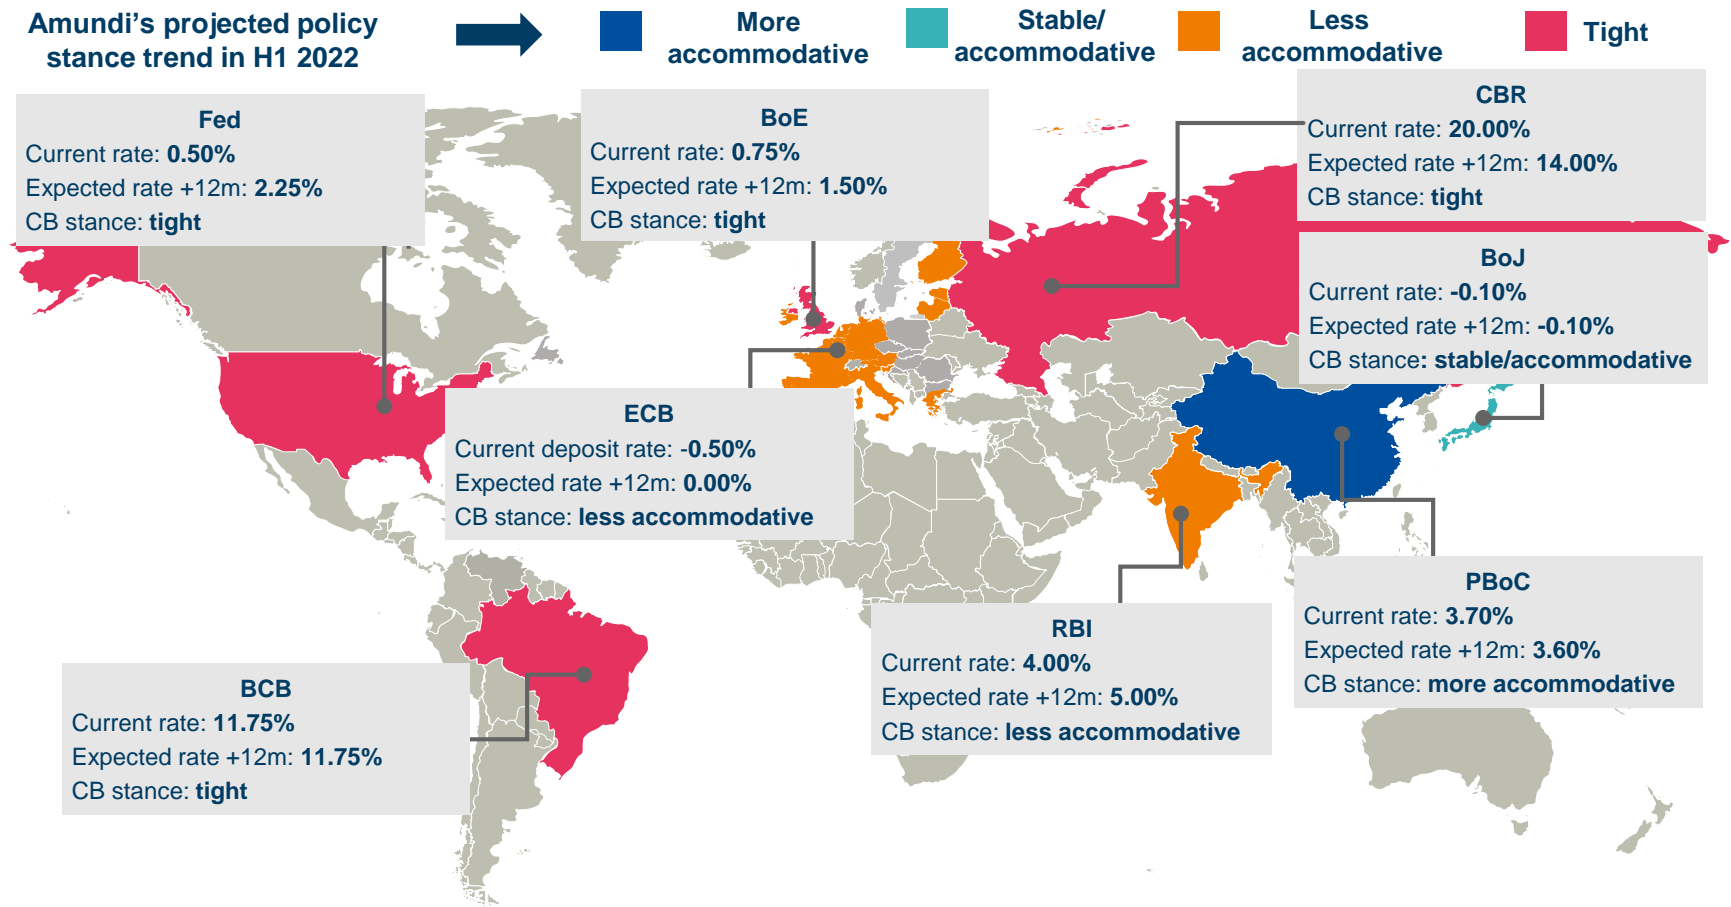 Amundi's projected policy
stance trend in H1 2022
More
accommodative
Stable/
accommodative
Less
accommodative
Tight
Fed
Current rate: 0.50%
Expected rate +12m: 2.25%
CB stance: tight
BoE
Current rate: 0.75%
Expected rate +12m: 1.50%
CB stance: tight
CBR
Current rate: 20.00%
Expected rate +12m: 14.00%
CB stance: tight
BoJ
Current rate: -0.10%
Expected rate +12m: -0.10%
CB stance: stable/accommodative
ECB
Current deposit rate: -0.50%
Expected rate +12m: 0.00%
CB stance: less accommodative
PBoC
Current rate: 3.70%
Expected rate +12m: 3.60%
CB stance: more accommodative
RBI
Current rate: 4.00%
Expected rate +12m: 5.00%
CB stance: less accommodative
BCB
Current rate: 11.75%
Expected rate +12m: 11.75%
CB stance: tight